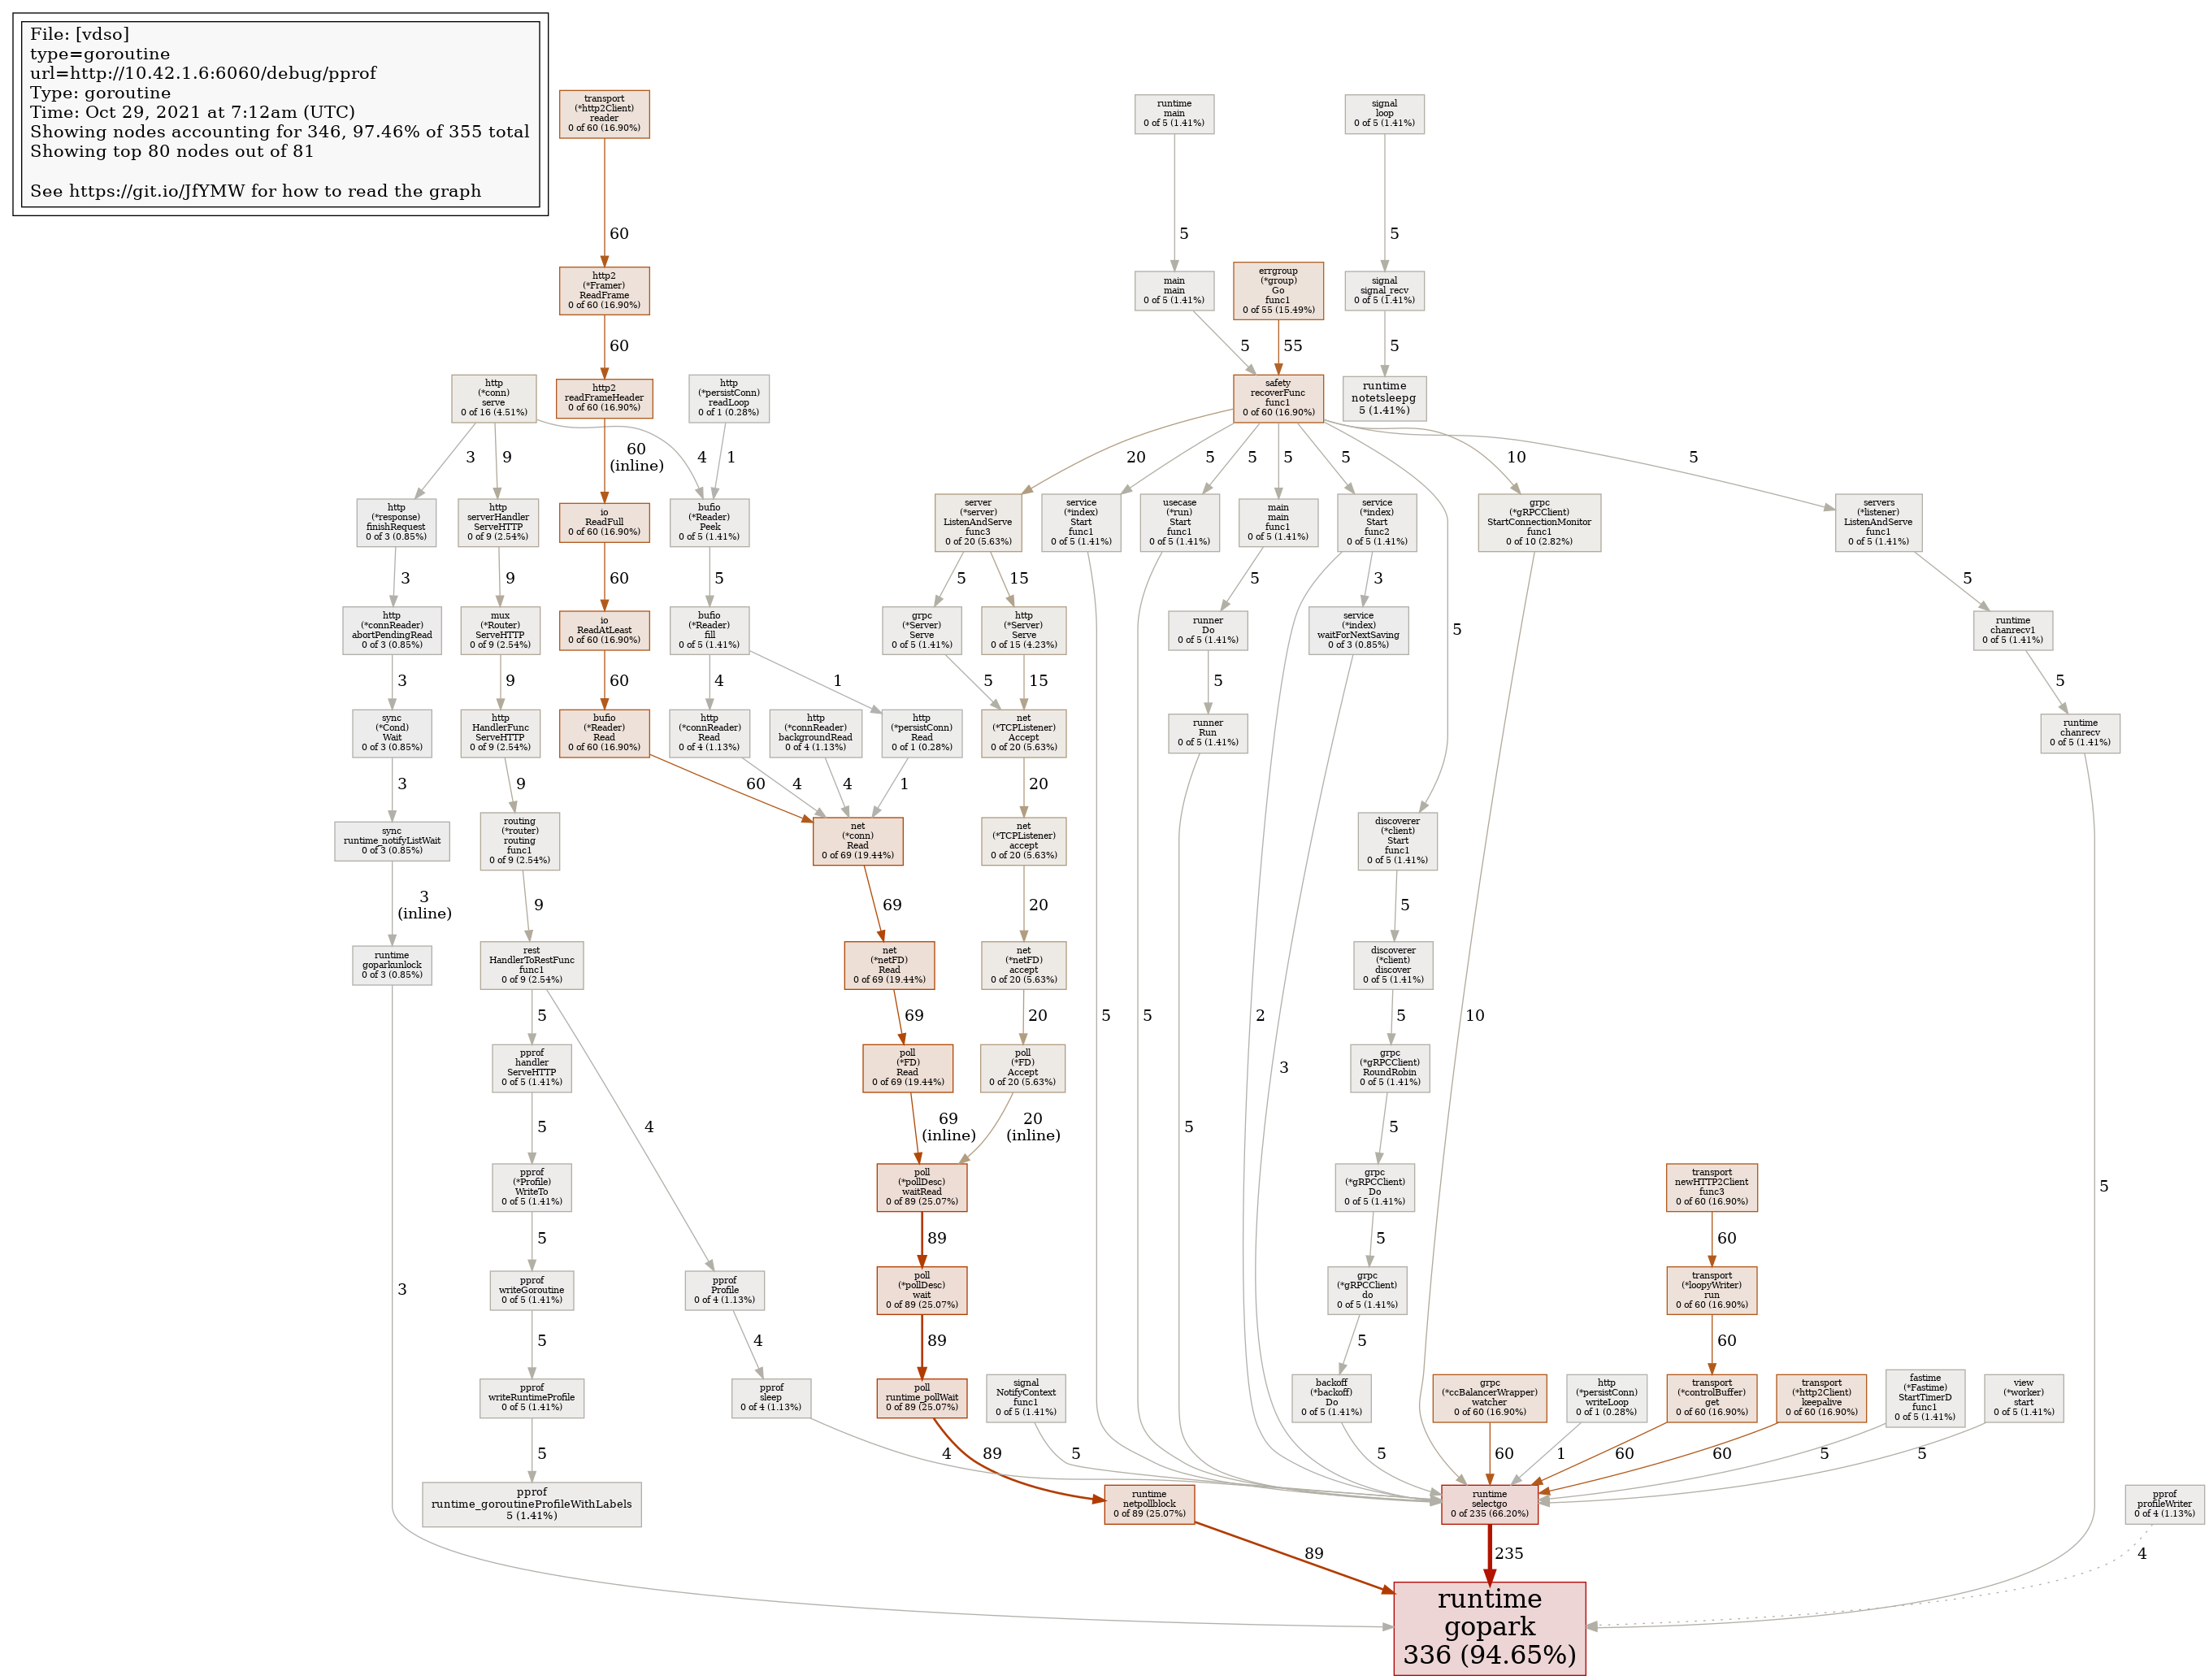 File: [vdso]
type=goroutine
url=http://10.42.1.6:6060/debug/pprof
Type: goroutine
Time: Oct 29, 2021 at 7:12am (UTC)
Showing nodes accounting for 346, 97.46% of 355 total
Showing top 80 nodes out of 81
See https://git.io/JfYMW for how to read the graph
transport
(*http2Client)
reader
0 of 60 (16.90%)
runtime
main
0 of 5 (1.41%)
signal
loop
0 of 5 (1.41%)
60
5
5
http2
(*Framer)
ReadFrame
0 of 60 (16.90%)
main
main
0 of 5 (1.41%)
errgroup
(*group)
Go
func1
0 of 55 (15.49%)
signal
signal_recv
0 of 5 (1.41%)
60
5
55
5
http
(*conn)
serve
0 of 16 (4.51%)
http2
readFrameHeader
0 of 60 (16.90%)
http
(*persistConn)
readLoop
0 of 1 (0.28%)
safety
recoverFunc
func1
0 of 60 (16.90%)
runtime
notetsleepg
5 (1.41%)
3
9
60
(inline)
4
1
20
5
5
5
5
10
5
http
(*response)
finishRequest
0 of 3 (0.85%)
http
serverHandler
ServeHTTP
0 of 9 (2.54%)
io
ReadFull
0 of 60 (16.90%)
bufio
(*Reader)
Peek
0 of 5 (1.41%)
server
(*server)
ListenAndServe
func3
0 of 20 (5.63%)
service
(*index)
Start
func1
0 of 5 (1.41%)
usecase
(*run)
Start
func1
0 of 5 (1.41%)
main
main
func1
0 of 5 (1.41%)
service
(*index)
Start
func2
0 of 5 (1.41%)
grpc
(*gRPCClient)
StartConnectionMonitor
func1
0 of 10 (2.82%)
servers
(*listener)
ListenAndServe
func1
0 of 5 (1.41%)
3
9
60
5
5
15
5
3
5
5
http
(*connReader)
abortPendingRead
0 of 3 (0.85%)
mux
(*Router)
ServeHTTP
0 of 9 (2.54%)
io
ReadAtLeast
0 of 60 (16.90%)
bufio
(*Reader)
fill
0 of 5 (1.41%)
grpc
(*Server)
Serve
0 of 5 (1.41%)
http
(*Server)
Serve
0 of 15 (4.23%)
runner
Do
0 of 5 (1.41%)
service
(*index)
waitForNextSaving
0 of 3 (0.85%)
runtime
chanrecv1
0 of 5 (1.41%)
3
9
60
4
1
5
15
5
5
sync
(*Cond)
Wait
0 of 3 (0.85%)
http
HandlerFunc
ServeHTTP
0 of 9 (2.54%)
bufio
(*Reader)
Read
0 of 60 (16.90%)
http
(*connReader)
Read
0 of 4 (1.13%)
http
(*connReader)
backgroundRead
0 of 4 (1.13%)
http
(*persistConn)
Read
0 of 1 (0.28%)
net
(*TCPListener)
Accept
0 of 20 (5.63%)
runner
Run
0 of 5 (1.41%)
runtime
chanrecv
0 of 5 (1.41%)
3
9
60
4
4
1
20
sync
runtime_notifyListWait
0 of 3 (0.85%)
routing
(*router)
routing
func1
0 of 9 (2.54%)
net
(*conn)
Read
0 of 69 (19.44%)
net
(*TCPListener)
accept
0 of 20 (5.63%)
discoverer
(*client)
Start
func1
0 of 5 (1.41%)
3
(inline)
9
69
20
5
runtime
goparkunlock
0 of 3 (0.85%)
rest
HandlerToRestFunc
func1
0 of 9 (2.54%)
net
(*netFD)
Read
0 of 69 (19.44%)
net
(*netFD)
accept
0 of 20 (5.63%)
discoverer
(*client)
discover
0 of 5 (1.41%)
5
69
20
5
5
2
5
10
pprof
handler
ServeHTTP
0 of 5 (1.41%)
poll
(*FD)
Read
0 of 69 (19.44%)
poll
(*FD)
Accept
0 of 20 (5.63%)
3
grpc
(*gRPCClient)
RoundRobin
0 of 5 (1.41%)
5
4
69
(inline)
20
(inline)
5
5
pprof
(*Profile)
WriteTo
0 of 5 (1.41%)
poll
(*pollDesc)
waitRead
0 of 89 (25.07%)
grpc
(*gRPCClient)
Do
0 of 5 (1.41%)
transport
newHTTP2Client
func3
0 of 60 (16.90%)
5
5
89
5
60
3
pprof
writeGoroutine
0 of 5 (1.41%)
pprof
Profile
0 of 4 (1.13%)
poll
(*pollDesc)
wait
0 of 89 (25.07%)
grpc
(*gRPCClient)
do
0 of 5 (1.41%)
transport
(*loopyWriter)
run
0 of 60 (16.90%)
5
4
89
5
60
pprof
writeRuntimeProfile
0 of 5 (1.41%)
pprof
sleep
0 of 4 (1.13%)
poll
runtime_pollWait
0 of 89 (25.07%)
signal
NotifyContext
func1
0 of 5 (1.41%)
backoff
(*backoff)
Do
0 of 5 (1.41%)
grpc
(*ccBalancerWrapper)
watcher
0 of 60 (16.90%)
http
(*persistConn)
writeLoop
0 of 1 (0.28%)
transport
(*controlBuffer)
get
0 of 60 (16.90%)
transport
(*http2Client)
keepalive
0 of 60 (16.90%)
fastime
(*Fastime)
StartTimerD
func1
0 of 5 (1.41%)
view
(*worker)
start
0 of 5 (1.41%)
5
4
89
5
5
60
1
60
60
5
5
pprof
runtime_goroutineProfileWithLabels
5 (1.41%)
runtime
netpollblock
0 of 89 (25.07%)
runtime
selectgo
0 of 235 (66.20%)
pprof
profileWriter
0 of 4 (1.13%)
89
235
4
runtime
gopark
336 (94.65%)